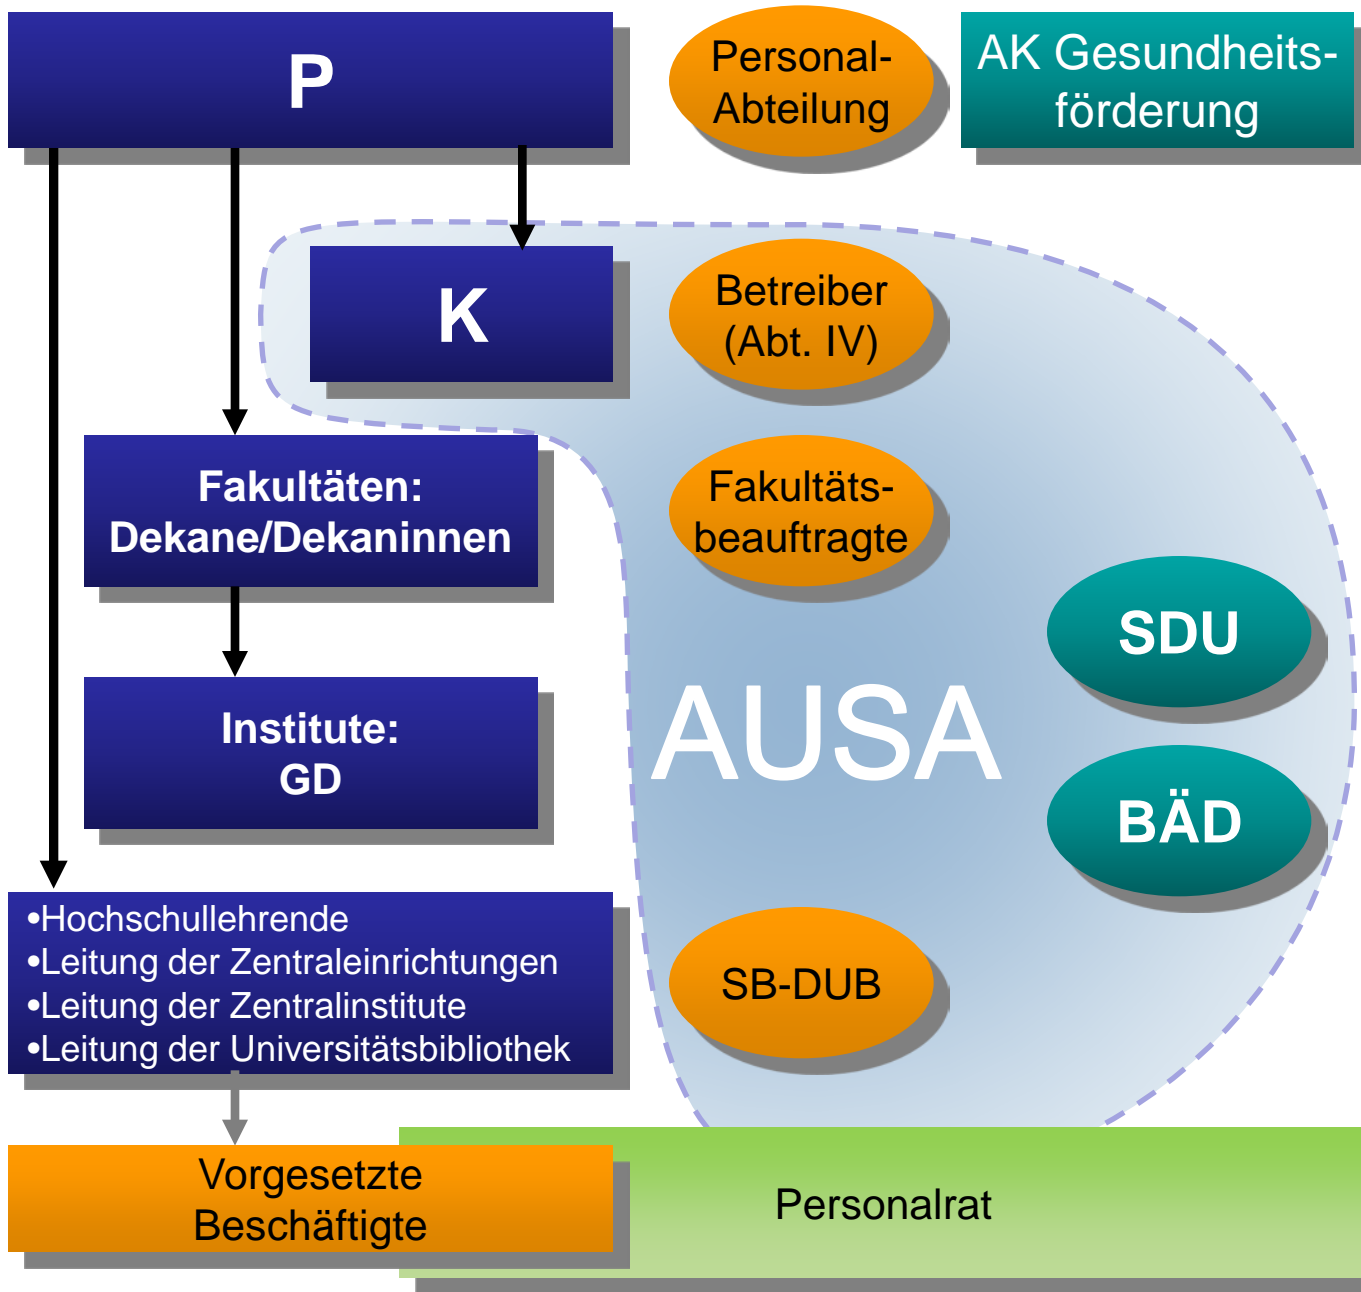 P
Personal-
Abteilung
AK Gesundheits-
förderung
K
Betreiber
(Abt. IV)
Fakultäten:
Dekane/Dekaninnen
Fakultäts-
beauftragte
SDU
Institute:
GD
AUSA
BÄD
•Hochschullehrende
•Leitung der Zentraleinrichtungen
•Leitung der Zentralinstitute
•Leitung der Universitätsbibliothek
SB-DUB
Vorgesetzte
Beschäftigte
Personalrat